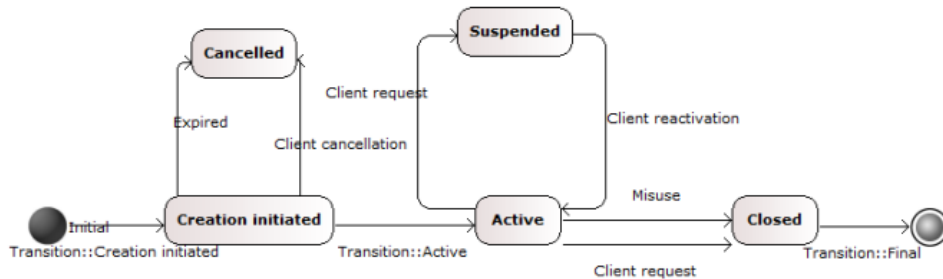 Suspended
Cancelled
Client request
Expired
Client reactivation
Client cancellation
Misuse
Initial
Creation initiated
Active
Closed
Transition::Creation initiated
Transition::Active
Transition::Final
Client request